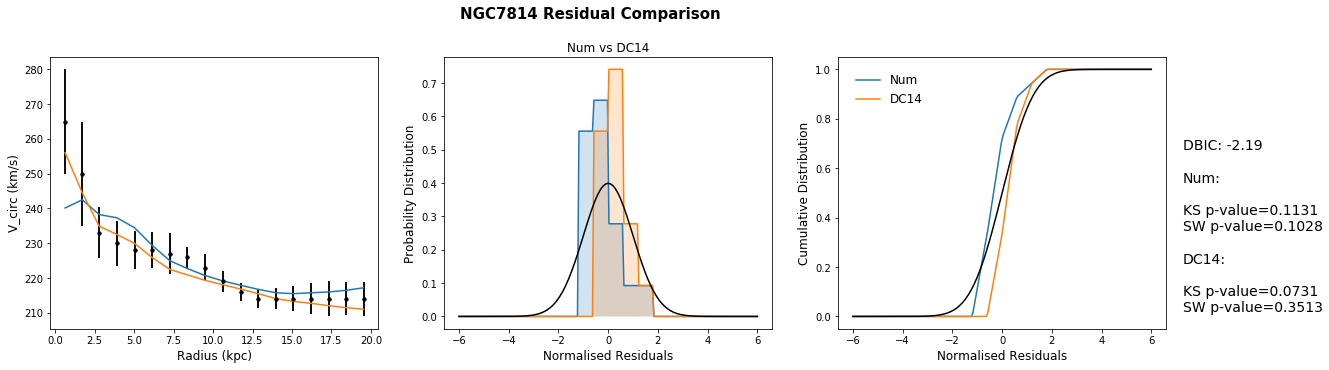 NGC7814 Residual Comparison
V_circ (km/s)
280
270
260
250
240
230
220
210
0.0 2.5 5.0 7.5 10.0 12.5 15.0 17.5 20.0
Radius (kpc)
Num vs DC14
Probability Distribution
0.7
0.6
0.5
0.4
0.3
0.2
0.1
0.0
−6 −4 −2 0 2 4 6
Normalised Residuals
Cumulative Distribution
1.0
0.8
0.6
0.4
0.2
0.0
−6 −4 −2 0 2 4 6
Normalised Residuals
Num
DC14
DBIC: -2.19
Num:
KS p-value=0.1131
SW p-value=0.1028
DC14:
KS p-value=0.0731
SW p-value=0.3513